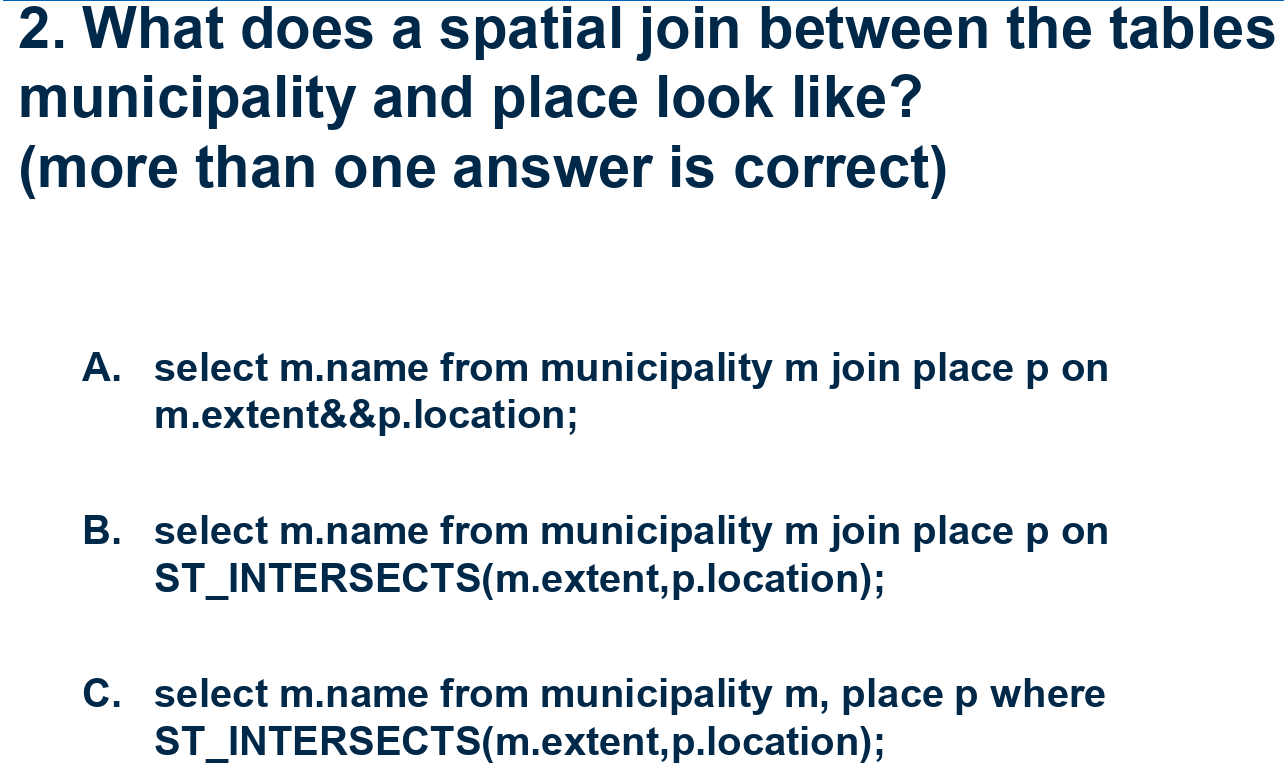 2. What does a spatial join between the tables
municipality and place look like?
(more than one answer is correct)
A. select m.name from municipality m join place p on
m.extent&&p.location;
B. select m.name from municipality m join place p on
ST_INTERSECTS(m.extent,p.location);
C. select m.name from municipality m, place p where
ST_INTERSECTS(m.extent,p.location);